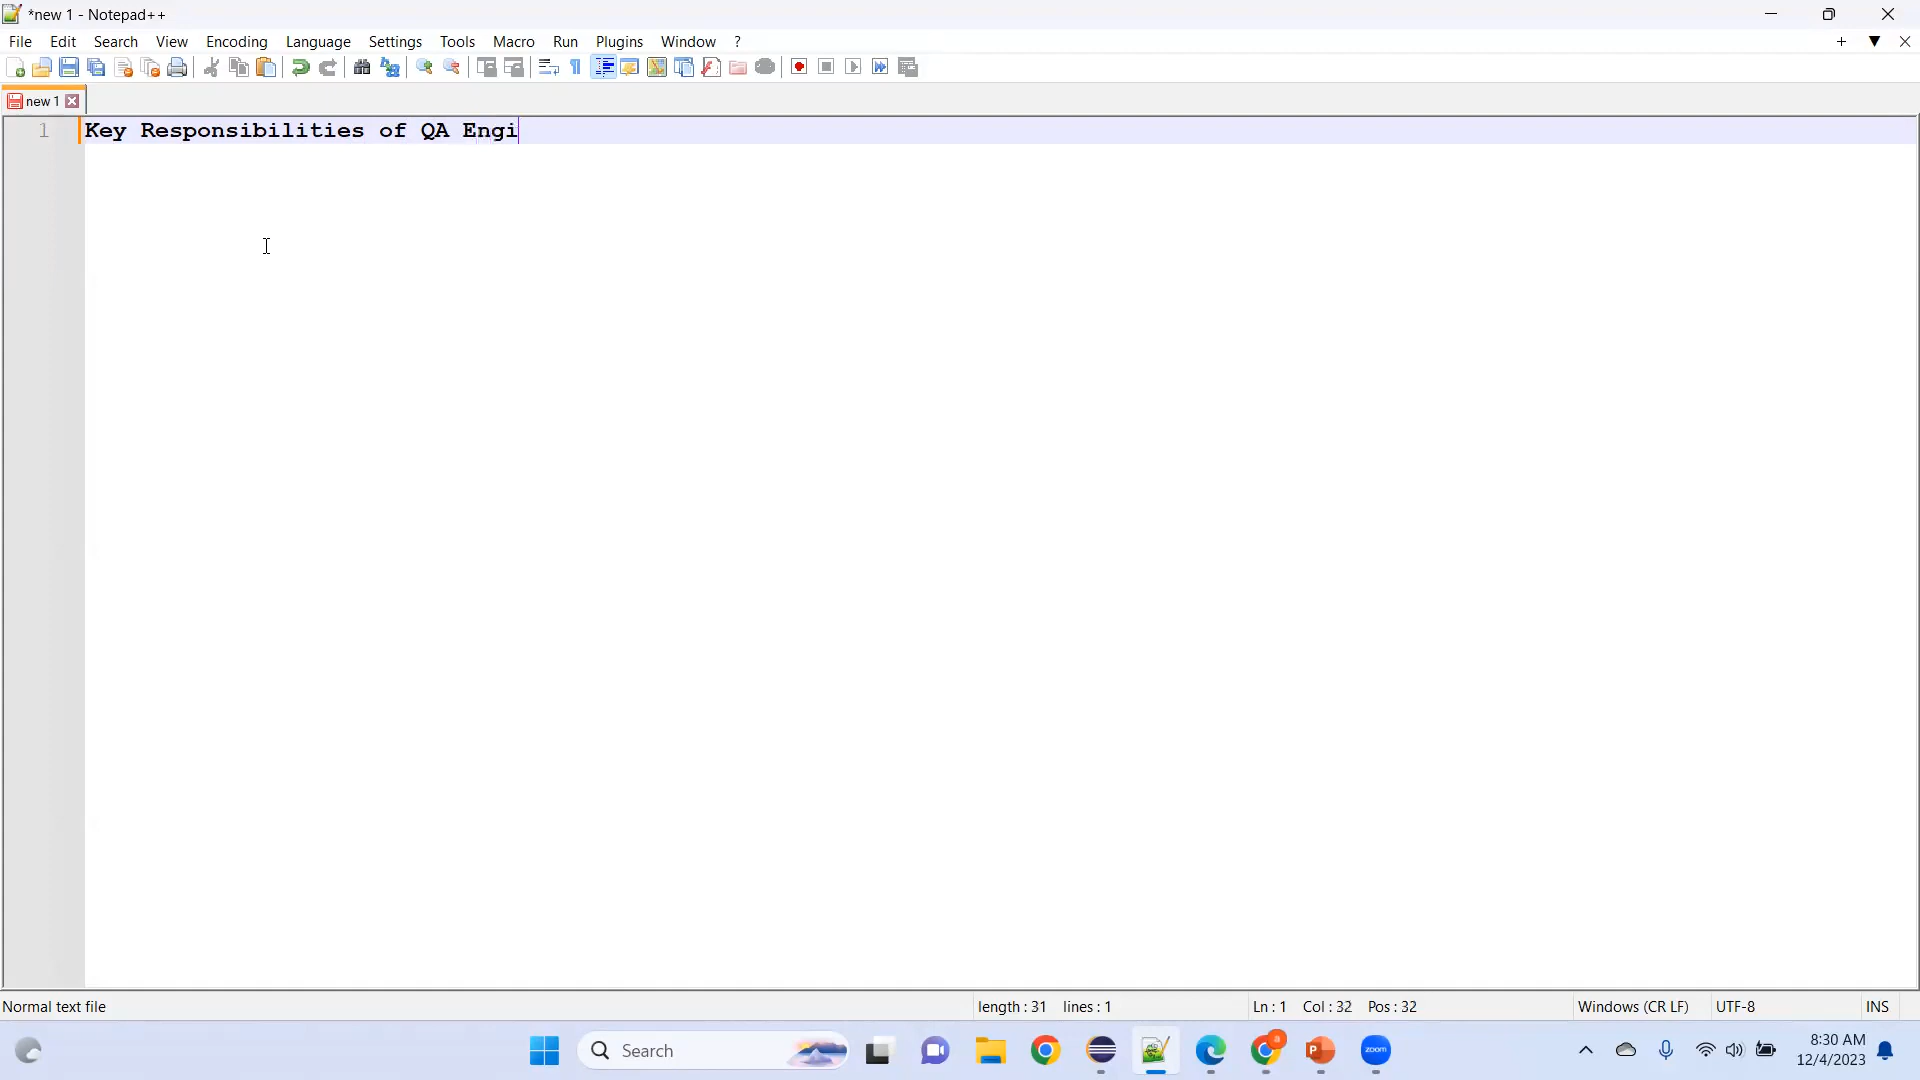 *new 1 - Notepad++
File Edit Search View Encoding Language Settings Tools Macro Run Plugins Window ?
new 1
1 Key Responsibilities of QA Engi
Normal text file length : 31 lines : 1 Ln : 1 Col : 32 Pos : 32 Windows (CR LF) UTF-8 INS
Search
zoom
a
8:30 AM
12/4/2023